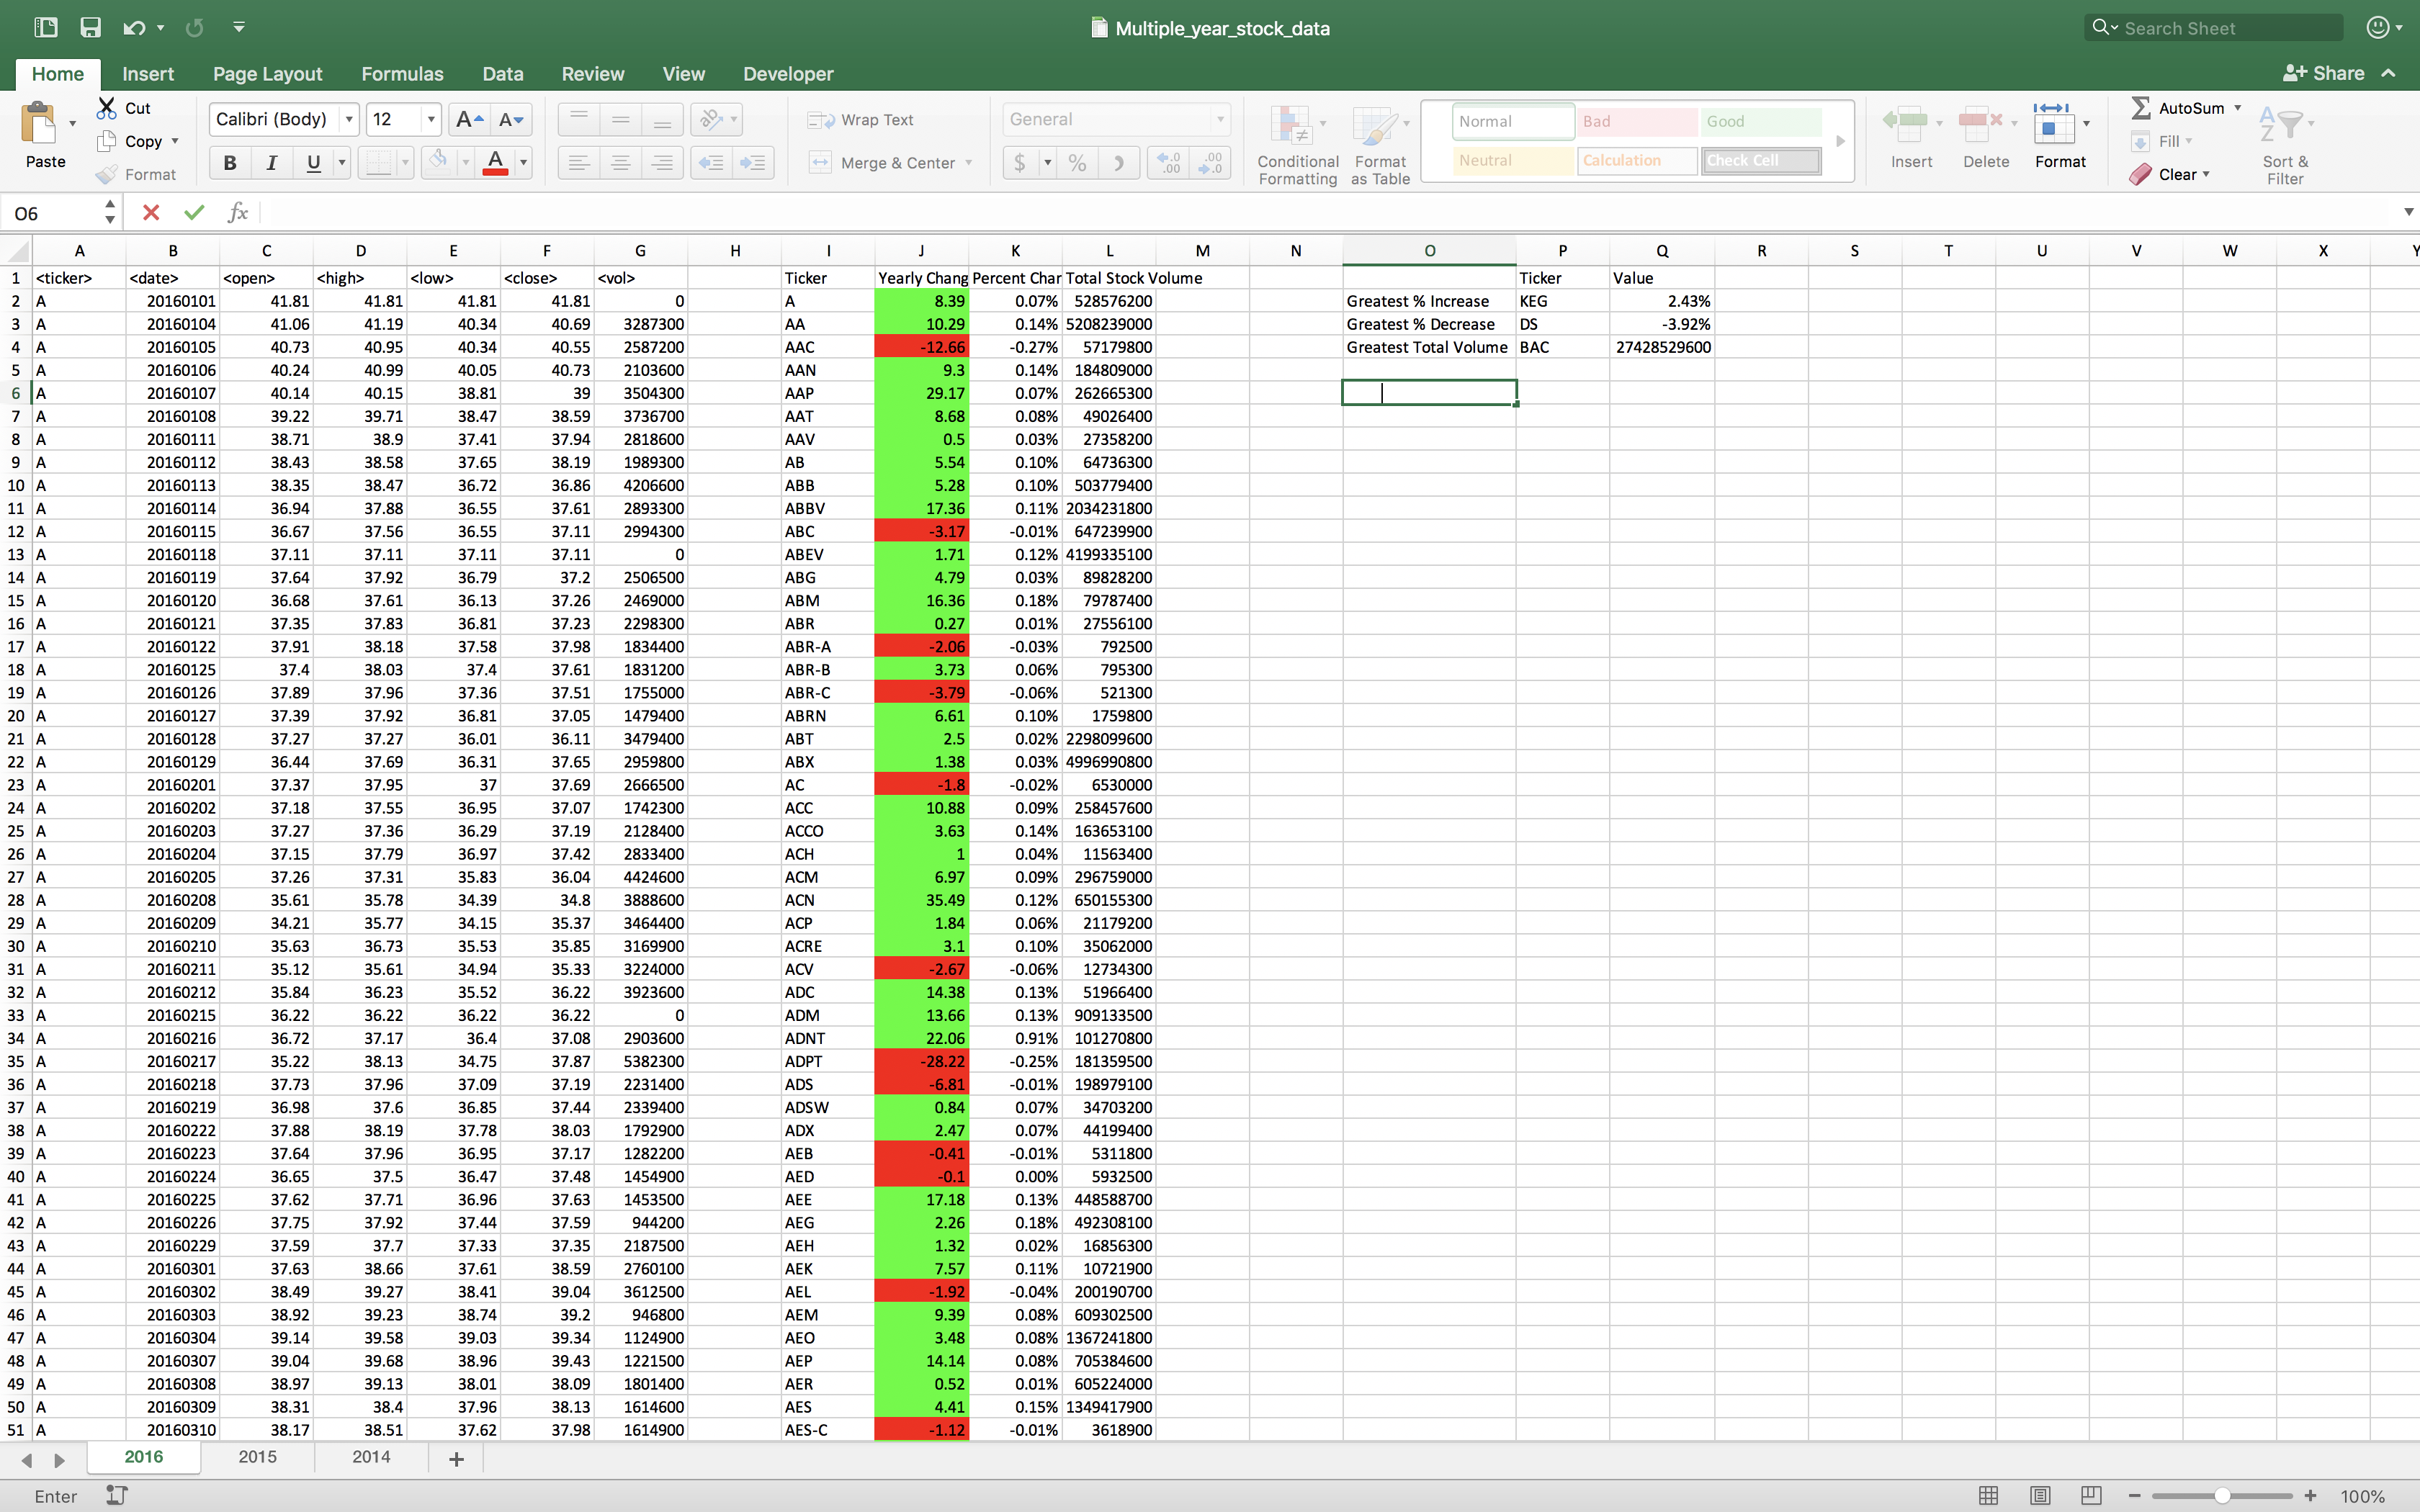 Multiple_year_stock_data
Search Sheet
Home Insert Page Layout Formulas Data Review View Developer Share
Paste Cut Copy Format
Calibri (Body) 12 A A
B I U A
ab Wrap Text
Merge & Center
General
$ % .0 .00 .00 .0
Conditional Formatting
Format as Table
Normal Bad Good
Neutral Calculation Check Cell
Insert Delete Format
AutoSum Fill Clear
A Z Sort & Filter
O6 fx
A B C D E F G H I J K L M N O P Q R S T U V W X Y
1 <ticker> <date> <open> <high> <low> <close> <vol> Ticker Yearly Chang Percent Char Total Stock Volume Ticker Value
2 A 20160101 41.81 41.81 41.81 41.81 0 A 8.39 0.07% 528576200 Greatest % Increase KEG 2.43%
3 A 20160104 41.06 41.19 40.34 40.69 3287300 AA 10.29 0.14% 5208239000 Greatest % Decrease DS -3.92%
4 A 20160105 40.73 40.95 40.34 40.55 2587200 AAC -12.66 -0.27% 57179800 Greatest Total Volume BAC 27428529600
5 A 20160106 40.24 40.99 40.05 40.73 2103600 AAN 9.3 0.14% 184809000
6 A 20160107 40.14 40.15 38.81 39 3504300 AAP 29.17 0.07% 262665300
7 A 20160108 39.22 39.71 38.47 38.59 3736700 AAT 8.68 0.08% 49026400
8 A 20160111 38.71 38.9 37.41 37.94 2818600 AAV 0.5 0.03% 27358200
9 A 20160112 38.43 38.58 37.65 38.19 1989300 AB 5.54 0.10% 64736300
10 A 20160113 38.35 38.47 36.72 36.86 4206600 ABB 5.28 0.10% 503779400
11 A 20160114 36.94 37.88 36.55 37.61 2893300 ABBV 17.36 0.11% 2034231800
12 A 20160115 36.67 37.56 36.55 37.11 2994300 ABC -3.17 -0.01% 647239900
13 A 20160118 37.11 37.11 37.11 37.11 0 ABEV 1.71 0.12% 4199335100
14 A 20160119 37.64 37.92 36.79 37.2 2506500 ABG 4.79 0.03% 89828200
15 A 20160120 36.68 37.61 36.13 37.26 2469000 ABM 16.36 0.18% 79787400
16 A 20160121 37.35 37.83 36.81 37.23 2298300 ABR 0.27 0.01% 27556100
17 A 20160122 37.91 38.18 37.58 37.98 1834400 ABR-A -2.06 -0.03% 792500
18 A 20160125 37.4 38.03 37.4 37.61 1831200 ABR-B 3.73 0.06% 795300
19 A 20160126 37.89 37.96 37.36 37.51 1755000 ABR-C -3.79 -0.06% 521300
20 A 20160127 37.39 37.92 36.81 37.05 1479400 ABRN 6.61 0.10% 1759800
21 A 20160128 37.27 37.27 36.01 36.11 3479400 ABT 2.5 0.02% 2298099600
22 A 20160129 36.44 37.69 36.31 37.65 2959800 ABX 1.38 0.03% 4996990800
23 A 20160201 37.37 37.95 37 37.69 2666500 AC -1.8 -0.02% 6530000
24 A 20160202 37.18 37.55 36.95 37.07 1742300 ACC 10.88 0.09% 258457600
25 A 20160203 37.27 37.36 36.29 37.19 2128400 ACCO 3.63 0.14% 163653100
26 A 20160204 37.15 37.79 36.97 37.42 2833400 ACH 1 0.04% 11563400
27 A 20160205 37.26 37.31 35.83 36.04 4424600 ACM 6.97 0.09% 296759000
28 A 20160208 35.61 35.78 34.39 34.8 3888600 ACN 35.49 0.12% 650155300
29 A 20160209 34.21 35.77 34.15 35.37 3464400 ACP 1.84 0.06% 21179200
30 A 20160210 35.63 36.73 35.53 35.85 3169900 ACRE 3.1 0.10% 35062000
31 A 20160211 35.12 35.61 34.94 35.33 3224000 ACV -2.67 -0.06% 12734300
32 A 20160212 35.84 36.23 35.52 36.22 3923600 ADC 14.38 0.13% 51966400
33 A 20160215 36.22 36.22 36.22 36.22 0 ADM 13.66 0.13% 909133500
34 A 20160216 36.72 37.17 36.4 37.08 2903600 ADNT 22.06 0.91% 101270800
35 A 20160217 35.22 38.13 34.75 37.87 5382300 ADPT -28.22 -0.25% 181359500
36 A 20160218 37.73 37.96 37.09 37.19 2231400 ADS -6.81 -0.01% 198979100
37 A 20160219 36.98 37.6 36.85 37.44 2339400 ADSW 0.84 0.07% 34703200
38 A 20160222 37.88 38.19 37.78 38.03 1792900 ADX 2.47 0.07% 44199400
39 A 20160223 37.64 37.96 36.95 37.17 1282200 AEB -0.41 -0.01% 5311800
40 A 20160224 36.65 37.5 36.47 37.48 1454900 AED -0.1 0.00% 5932500
41 A 20160225 37.62 37.71 36.96 37.63 1453500 AEE 17.18 0.13% 448588700
42 A 20160226 37.75 37.92 37.44 37.59 944200 AEG 2.26 0.18% 492308100
43 A 20160229 37.59 37.7 37.33 37.35 2187500 AEH 1.32 0.02% 16856300
44 A 20160301 37.63 38.66 37.61 38.59 2760100 AEK 7.57 0.11% 10721900
45 A 20160302 38.49 39.27 38.41 39.04 3612500 AEL -1.92 -0.04% 200190700
46 A 20160303 38.92 39.23 38.74 39.2 946800 AEM 9.39 0.08% 609302500
47 A 20160304 39.14 39.58 39.03 39.34 1124900 AEO 3.48 0.08% 1367241800
48 A 20160307 39.04 39.68 38.96 39.43 1221500 AEP 14.14 0.08% 705384600
49 A 20160308 38.97 39.13 38.01 38.09 1801400 AER 0.52 0.01% 605224000
50 A 20160309 38.31 38.4 37.96 38.13 1614600 AES 4.41 0.15% 1349417900
51 A 20160310 38.17 38.51 37.62 37.98 1614900 AES-C -1.12 -0.01% 3618900
2016 2015 2014 +
Enter 100%